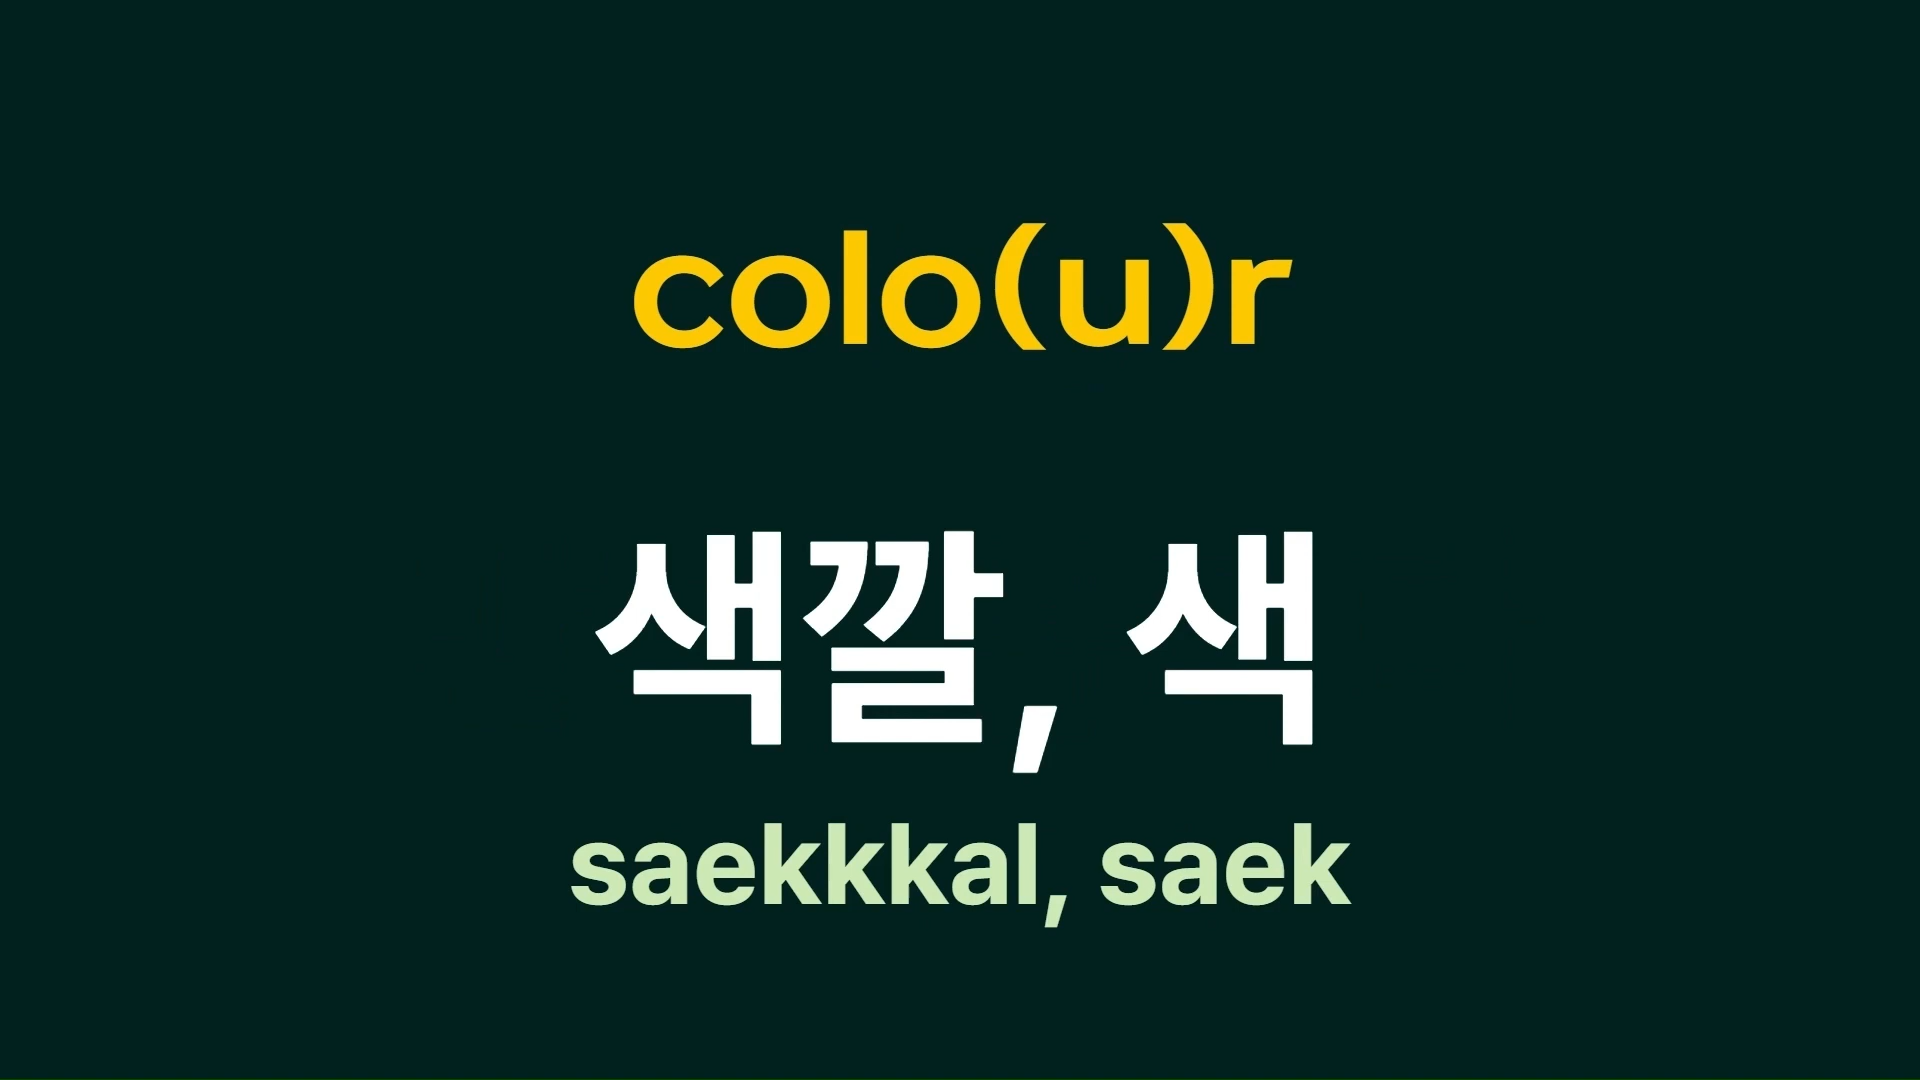 colo(u)r
색깔, 색
saekkkal, saek